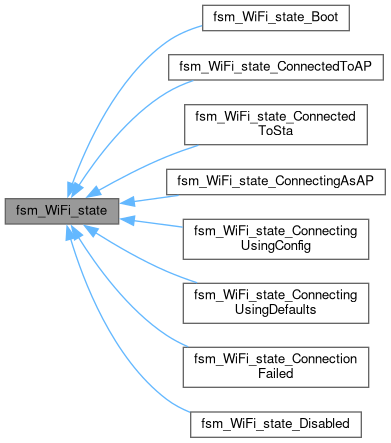 fsm_WiFi_state_Boot
fsm_WiFi_state_ConnectedToAP
fsm_WiFi_state_Connected
ToSta
fsm_WiFi_state_ConnectingAsAP
fsm_WiFi_state
fsm_WiFi_state_Connecting
UsingConfig
fsm_WiFi_state_Connecting
UsingDefaults
fsm_WiFi_state_Connection
Failed
fsm_WiFi_state_Disabled